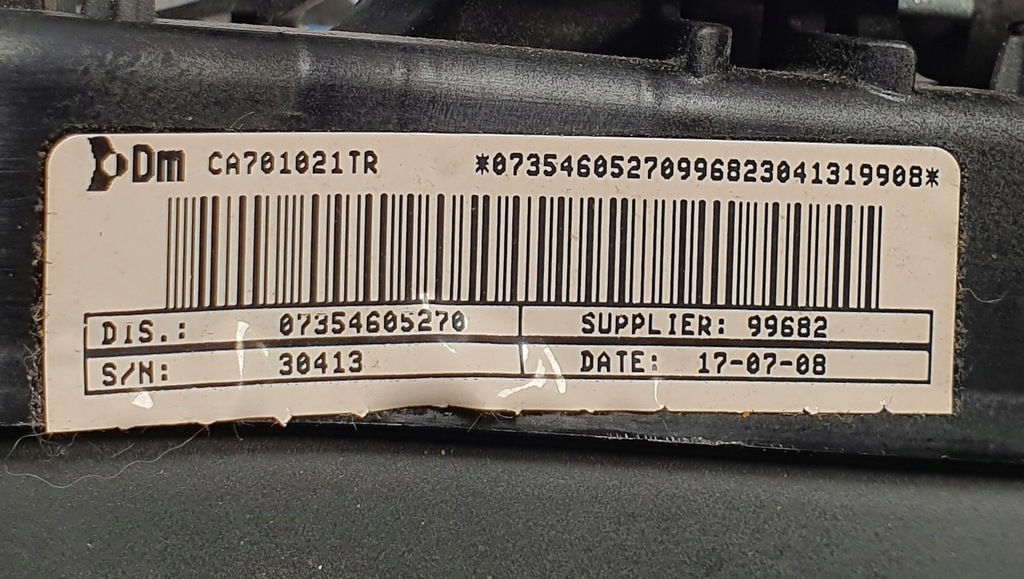 Dm CA701021TR *07354605270996823041319908*
DIS.: 07354605270 SUPPLIER: 99682
S/N: 30413 DATE: 17-07-08